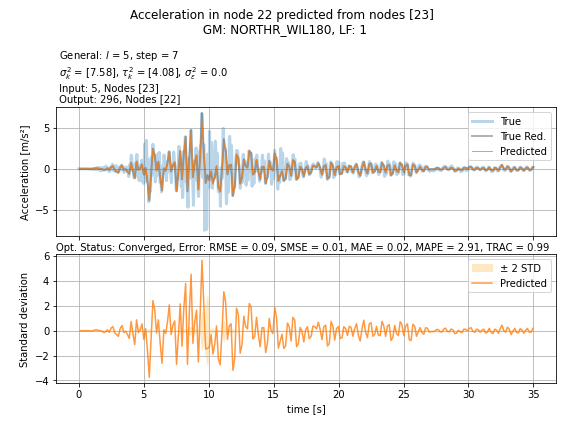 Acceleration in node 22 predicted from nodes [23]
GM: NORTHR_WIL180, LF: 1
General: l = 5, step = 7
σ²ₖ = [7.58], τ²ₖ = [4.08], σ²ε = 0.0
Input: 5, Nodes [23]
Output: 296, Nodes [22]
Acceleration [m/s²]
5
0
−5
True
True Red.
Predicted
Opt. Status: Converged, Error: RMSE = 0.09, SMSE = 0.01, MAE = 0.02, MAPE = 2.91, TRAC = 0.99
Standard deviation
6
4
2
0
−2
−4
± 2 STD
Predicted
0 5 10 15 20 25 30 35
time [s]